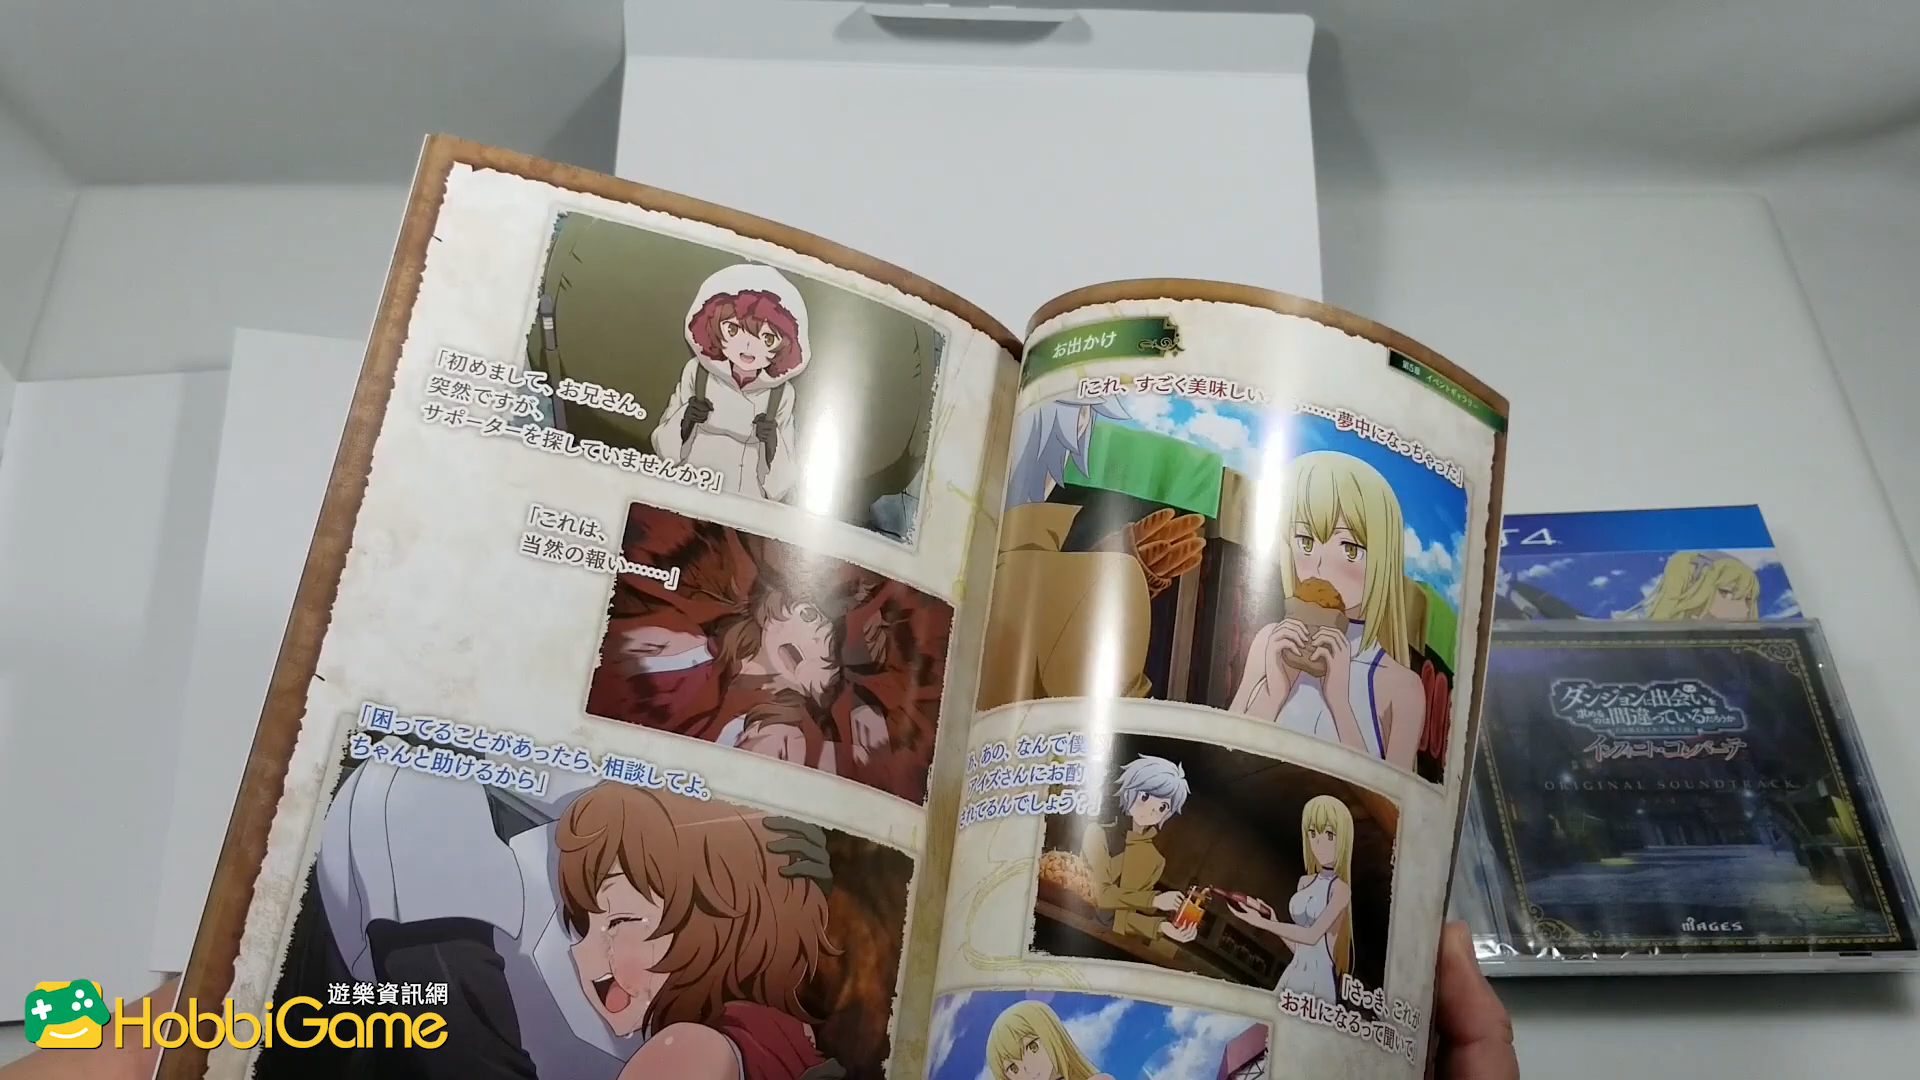 「初めまして、お兄さん。
突然ですが、
サポーターを探していませんか？」
「これは、
当然の報い……」
「困ってることがあったら、相談してよ。
ちゃんと助けるから」
お出かけ
第5章 イベントギャラリー
「これ、すごく美味しい
……夢中になっちゃった」
あの、なんで僕
アイズさんにお酌
されてるんでしょう？」
「さっき、これが
お礼になるって聞いて」
PS4
ダンジョンに出会いを
求めるのは間違っているだろうか
FAMILIA MYTH
インフィニト・コンバーテ
ORIGINAL SOUNDTRACK
MAGES
遊樂資訊網
HobbiGame